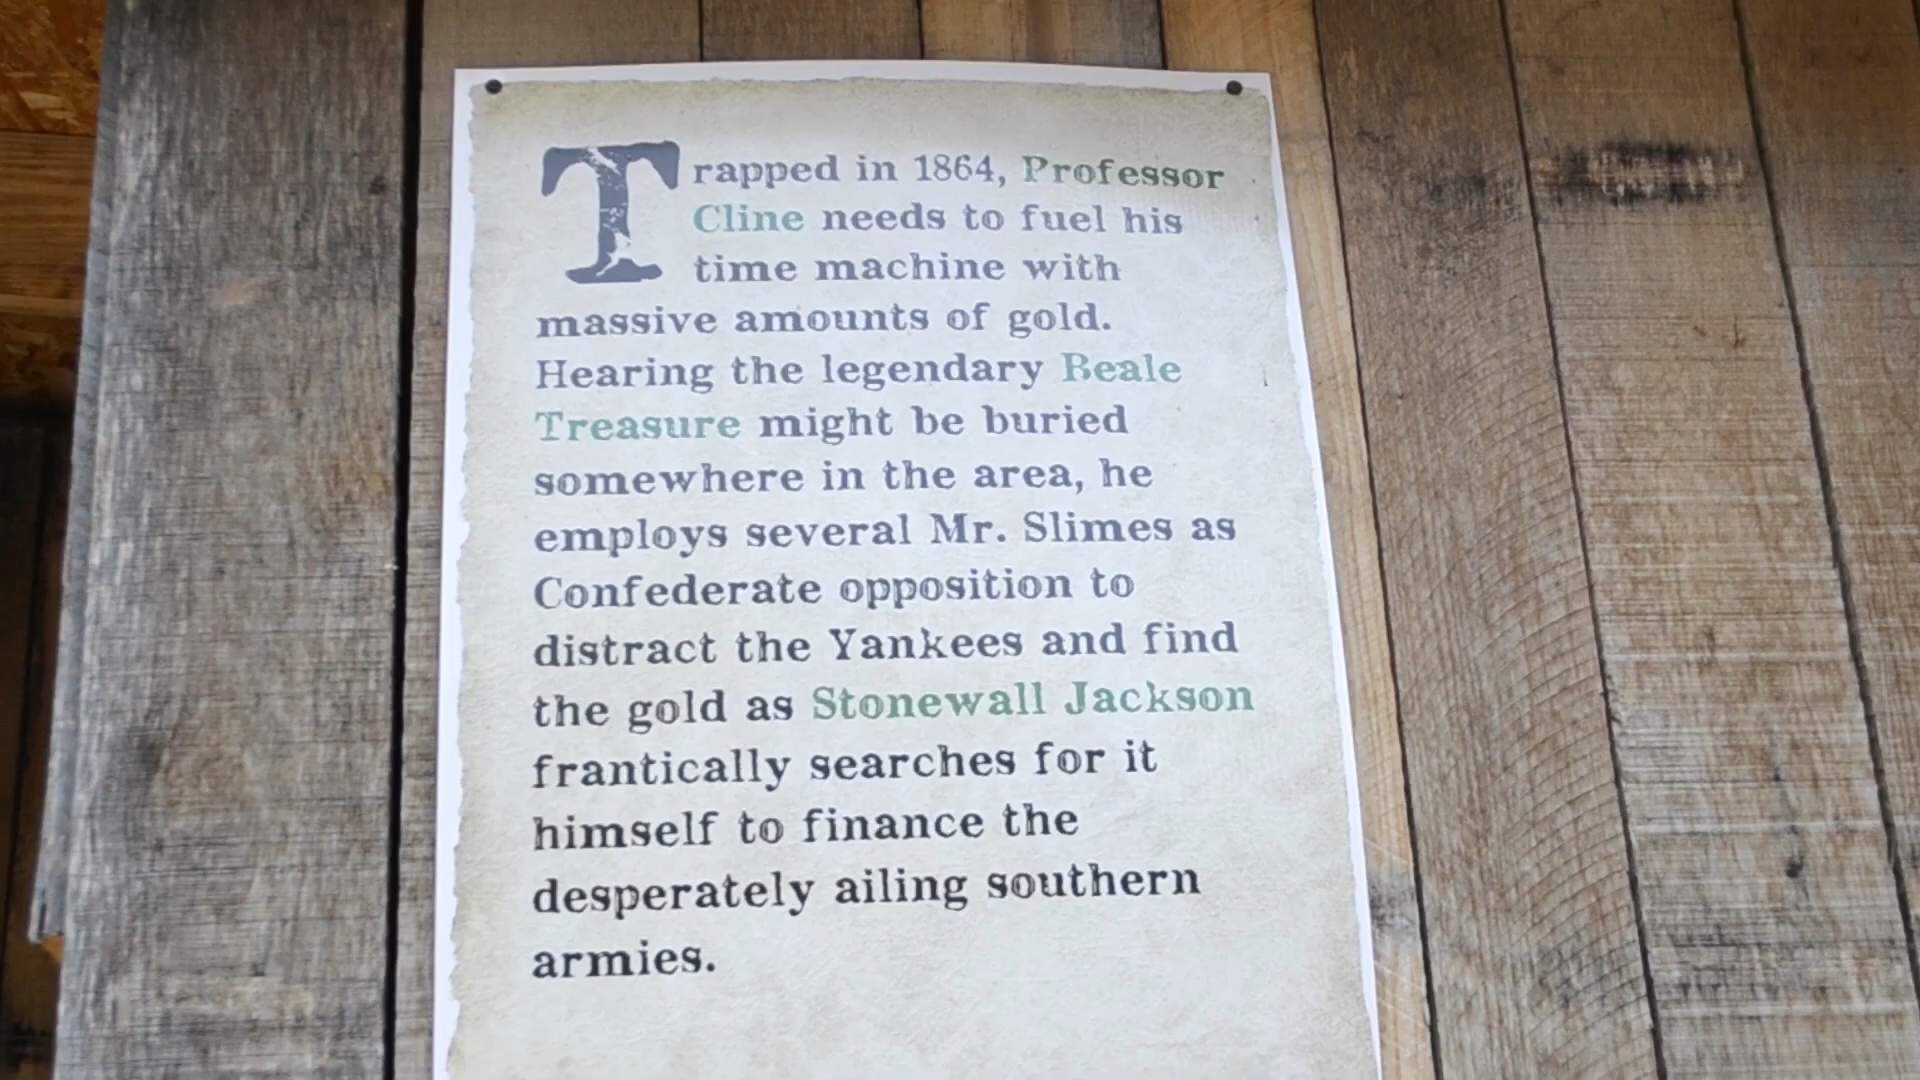 Trapped in 1864, Professor
Cline needs to fuel his
time machine with
massive amounts of gold.
Hearing the legendary Beale
Treasure might be buried
somewhere in the area, he
employs several Mr. Slimes as
Confederate opposition to
distract the Yankees and find
the gold as Stonewall Jackson
frantically searches for it
himself to finance the
desperately ailing southern
armies.